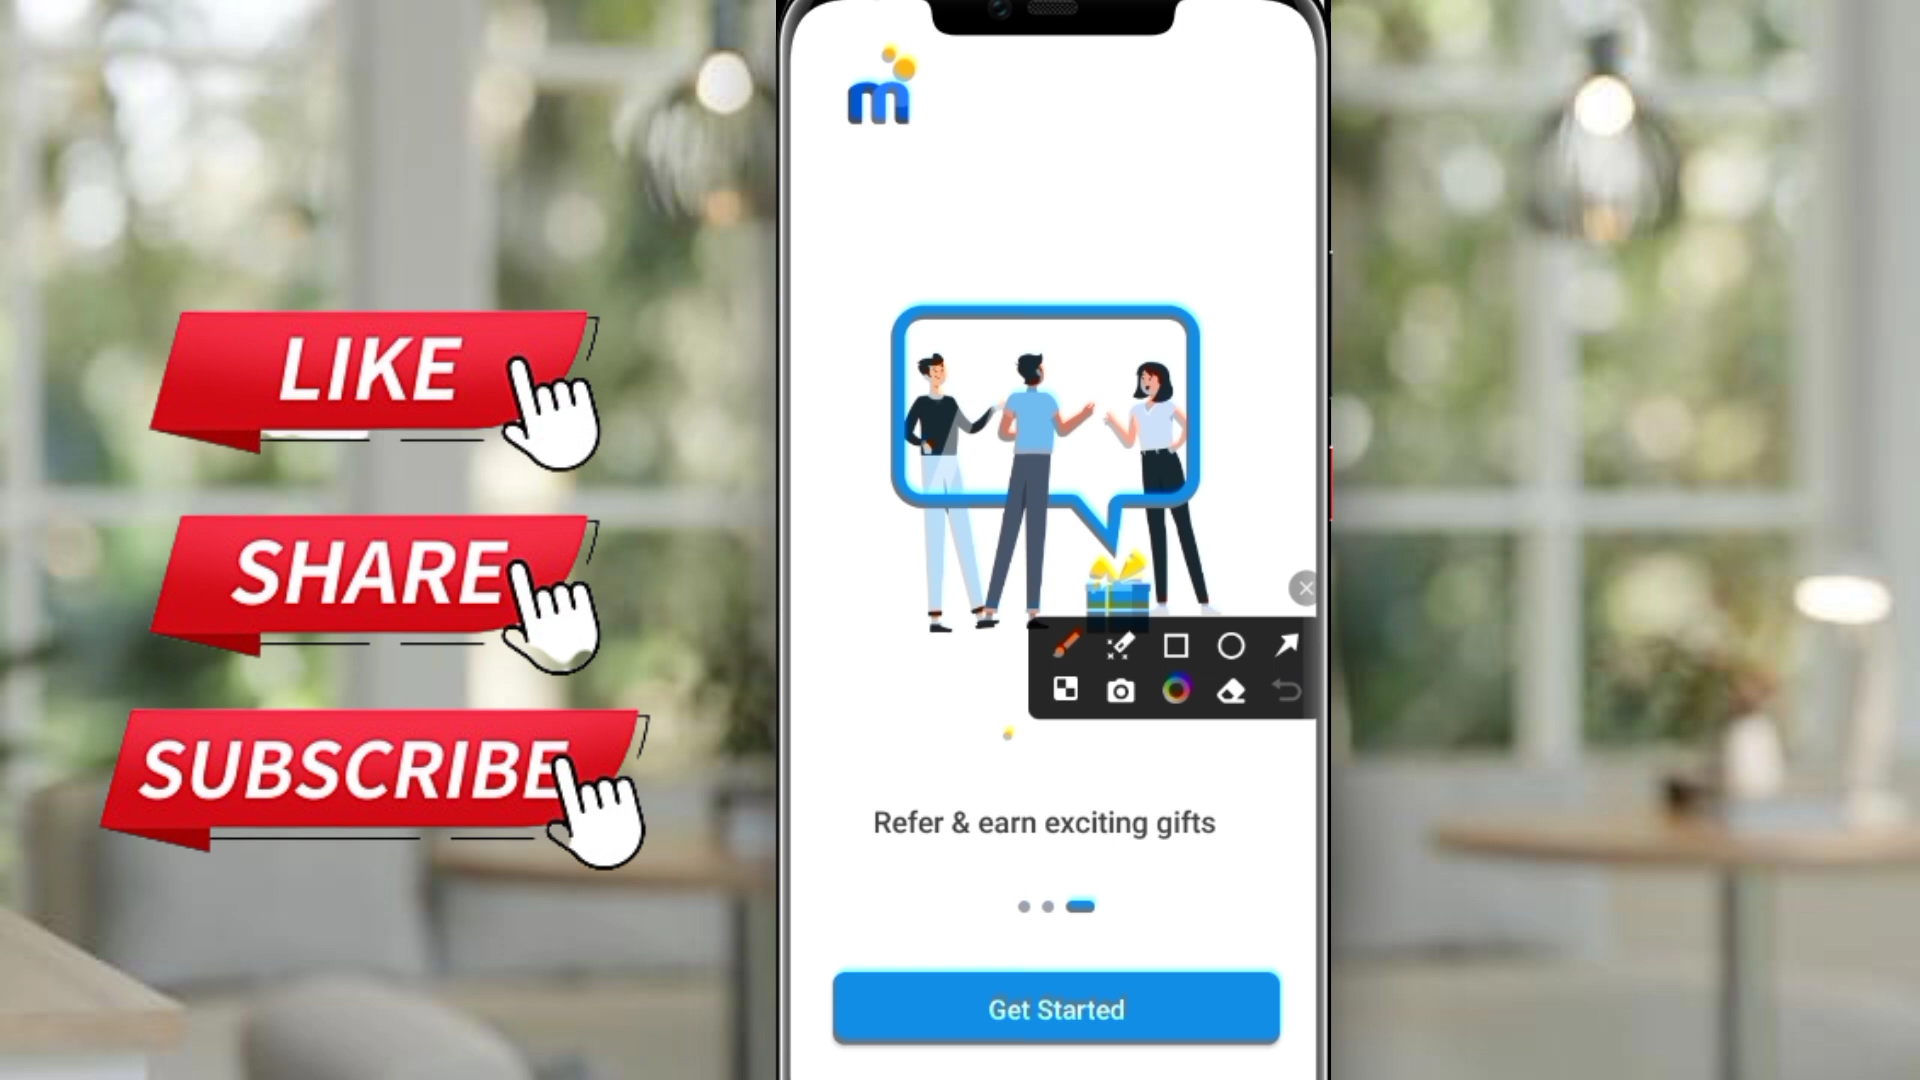 m
LIKE
SHARE
SUBSCRIBE
Refer & earn exciting gifts
Get Started